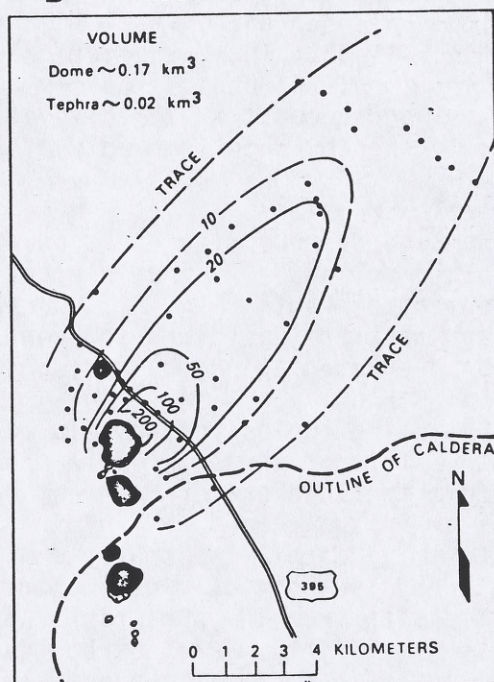 VOLUME
Dome ~ 0.17 km³
Tephra ~ 0.02 km³
TRACE
10
20
50
100
200
TRACE
OUTLINE OF CALDERA
N
395
0 1 2 3 4 KILOMETERS